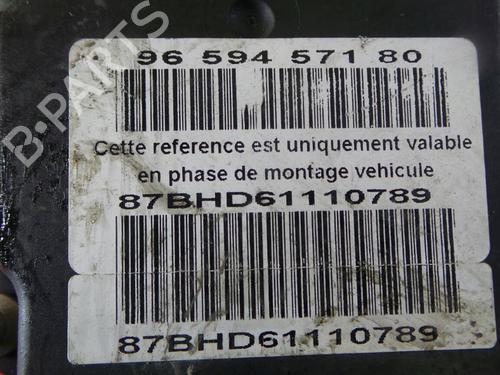 96 594 571 80
Cette reference est uniquement valable
en phase de montage vehicule
87BHD61110789
87BHD61110789
B-PARTS